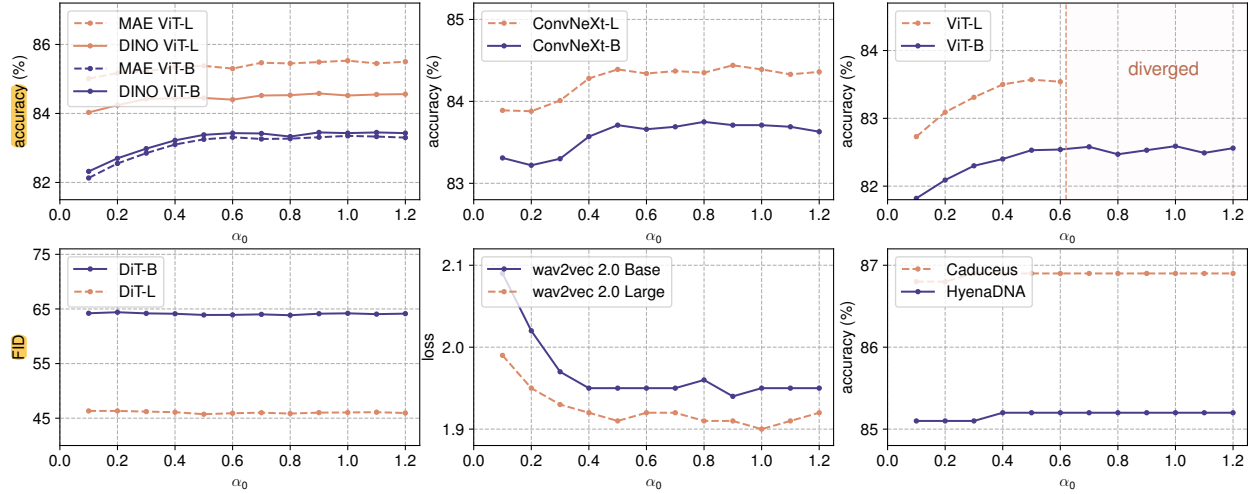 MAE ViT-L
DINO ViT-L
MAE ViT-B
DINO ViT-B
accuracy (%)
86
84
82
0.0 0.2 0.4 0.6 0.8 1.0 1.2
α₀
ConvNeXt-L
ConvNeXt-B
accuracy (%)
85
84
83
0.0 0.2 0.4 0.6 0.8 1.0 1.2
α₀
ViT-L
ViT-B
diverged
accuracy (%)
84
83
82
0.0 0.2 0.4 0.6 0.8 1.0 1.2
α₀
DiT-B
DiT-L
FID
75
65
55
45
0.0 0.2 0.4 0.6 0.8 1.0 1.2
α₀
wav2vec 2.0 Base
wav2vec 2.0 Large
loss
2.1
2.0
1.9
0.0 0.2 0.4 0.6 0.8 1.0 1.2
α₀
Caduceus
HyenaDNA
accuracy (%)
87
86
85
0.0 0.2 0.4 0.6 0.8 1.0 1.2
α₀